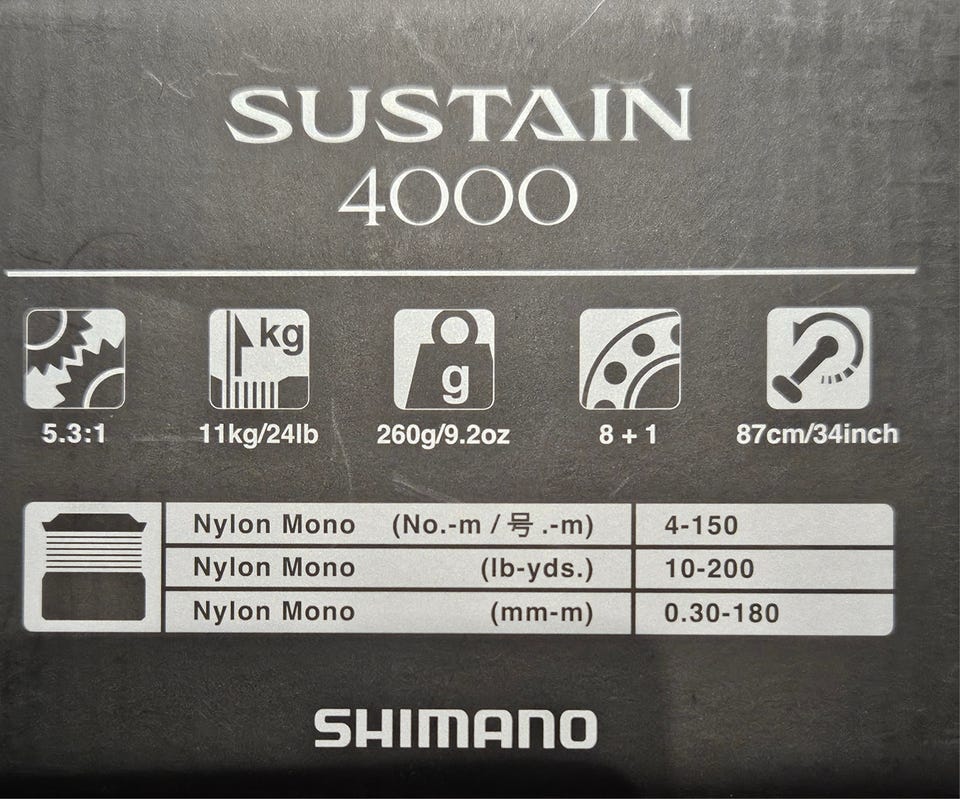 SUSTAIN
4000
kg g
5.3:1 11kg/24lb 260g/9.2oz 8 + 1 87cm/34inch
Nylon Mono (No.-m / 号 .-m) 4-150
Nylon Mono (lb-yds.) 10-200
Nylon Mono (mm-m) 0.30-180
SHIMANO